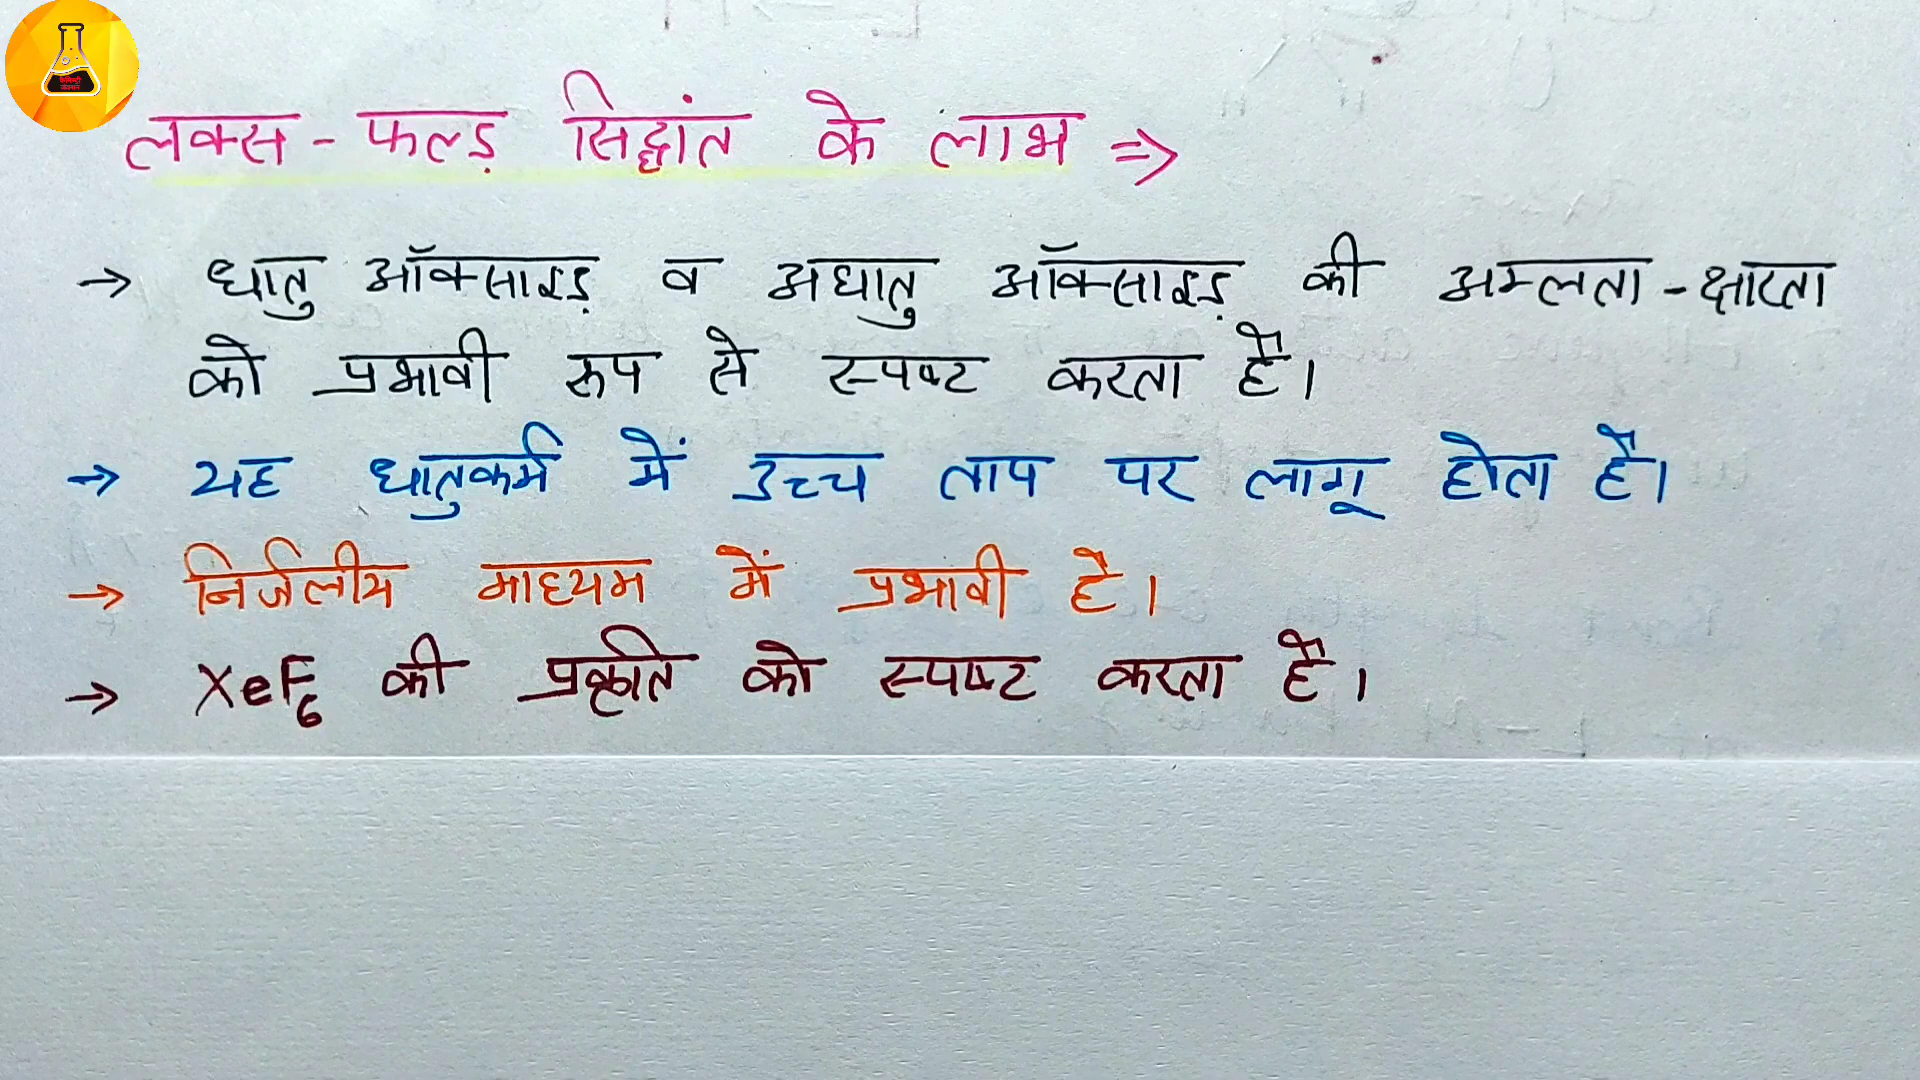 लक्स - फल्ड़ सिद्धांत के लाभ ⇒
→ धातु ऑक्साइड़ व अधातु ऑक्साइड़ की अम्लता - क्षारता
को प्रभावी रूप से स्पष्ट करता है।
→ यह धातुकर्म में उच्च ताप पर लागू होता है।
→ निर्जलीय माध्यम में प्रभावी है।
→ XeF₆ की प्रकृति को स्पष्ट करता है।